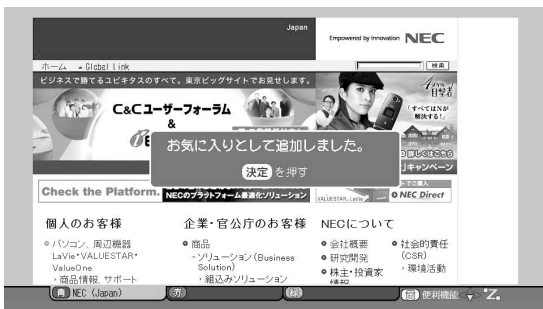 Japan
Empowered by Innovation NEC
ホーム ▲Global Link
検索
ビジネスで勝てるユビキタスのすべて。東京ビッグサイトでお見せします。
C&Cユーザーフォーラム
&
「すべてはNが
解決する!」
お気に入りとして追加しました。
決定 を押す
詳しくはこちら
キャンペーン
Check the Platform.
NECのプラットフォーム最適化ソリューション
VALUESTAR, LaVie
NEC Direct
個人のお客様
企業・官公庁のお客様
NECについて
パソコン、周辺機器
LaVie・VALUESTAR・
ValueOne
・商品情報、サポート
商品
・ソリューション(Business
Solution)
・組込みソリューション
会社概要
研究開発
株主・投資家
社会的責任
(CSR)
・環境活動
青 NEC (Japan)
赤
緑
便利機能
Z.